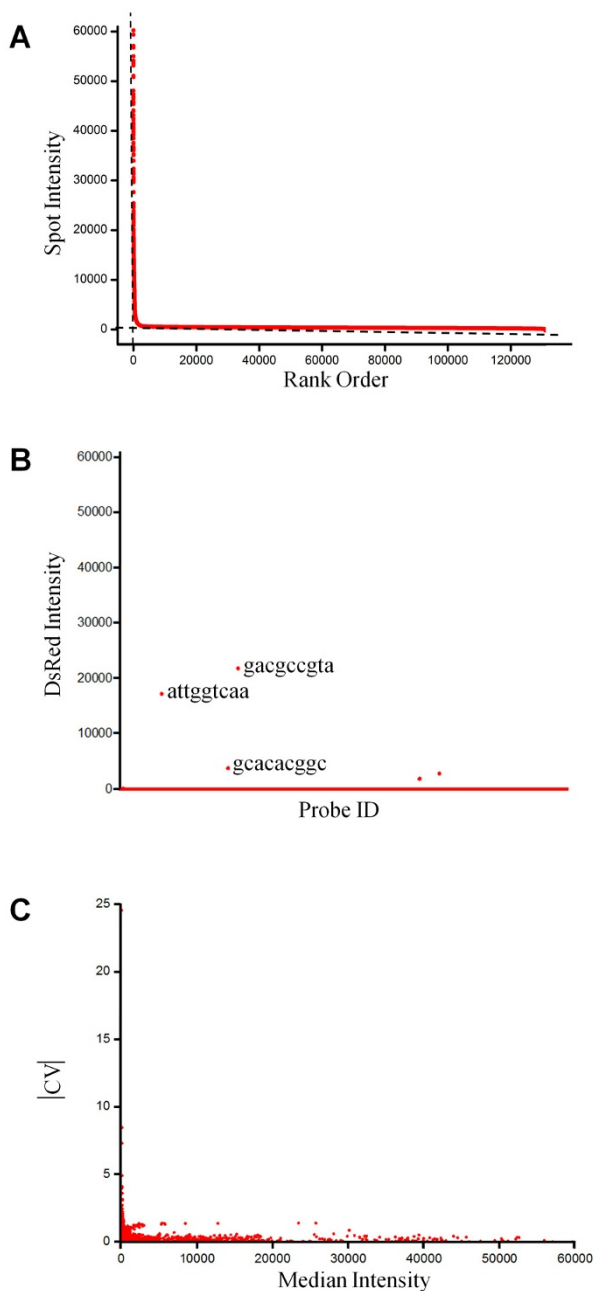 A
60000
50000
40000
30000
20000
10000
0
Spot Intensity
0 20000 40000 60000 80000 100000 120000
Rank Order
B
60000
50000
40000
30000
20000
10000
0
DsRed Intensity
gacgccgta
attggtcaa
gcacacggc
Probe ID
C
25
20
15
10
5
0
|CV|
0 10000 20000 30000 40000 50000 60000
Median Intensity